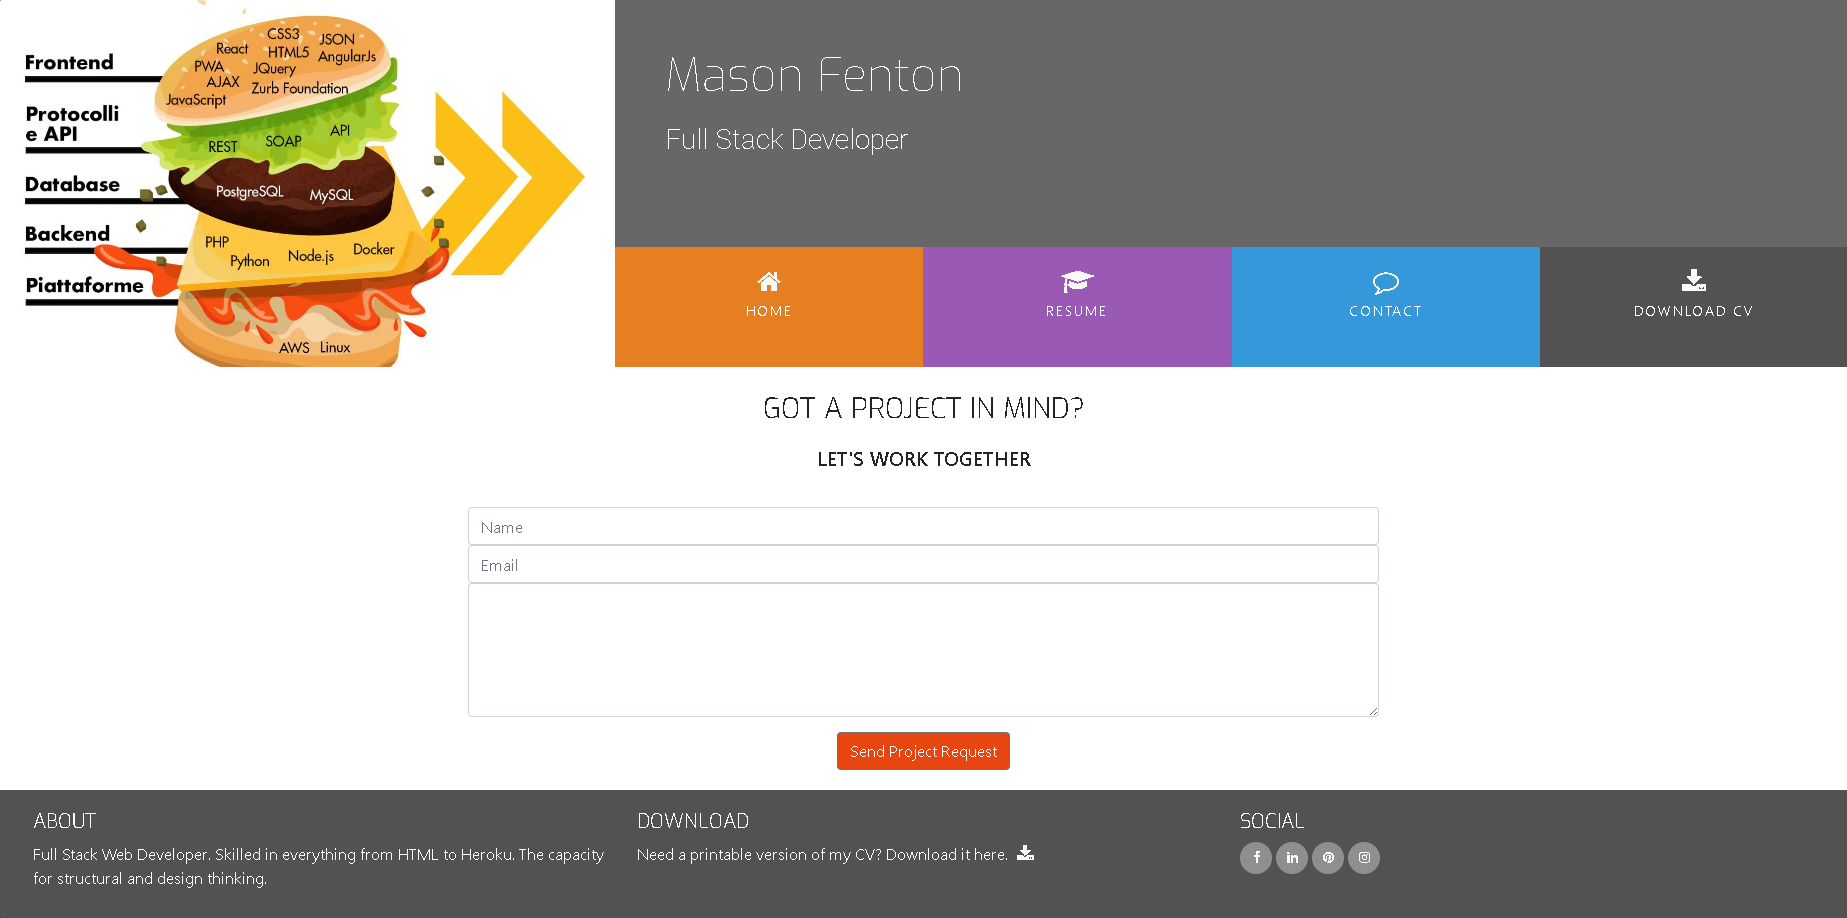 Frontend
Protocolli
e API
Database
Backend
Piattaforme
CSS3
React HTML5 JSON
PWA JQuery AngularJs
AJAX Zurb Foundation
JavaScript
API
REST SOAP
PostgreSQL MySQL
PHP Python Node.js Docker
AWS Linux
Mason Fenton
Full Stack Developer
HOME
RESUME
CONTACT
DOWNLOAD CV
GOT A PROJECT IN MIND?
LET'S WORK TOGETHER
Name
Email
Send Project Request
ABOUT
Full Stack Web Developer. Skilled in everything from HTML to Heroku. The capacity
for structural and design thinking.
DOWNLOAD
Need a printable version of my CV? Download it here.
SOCIAL